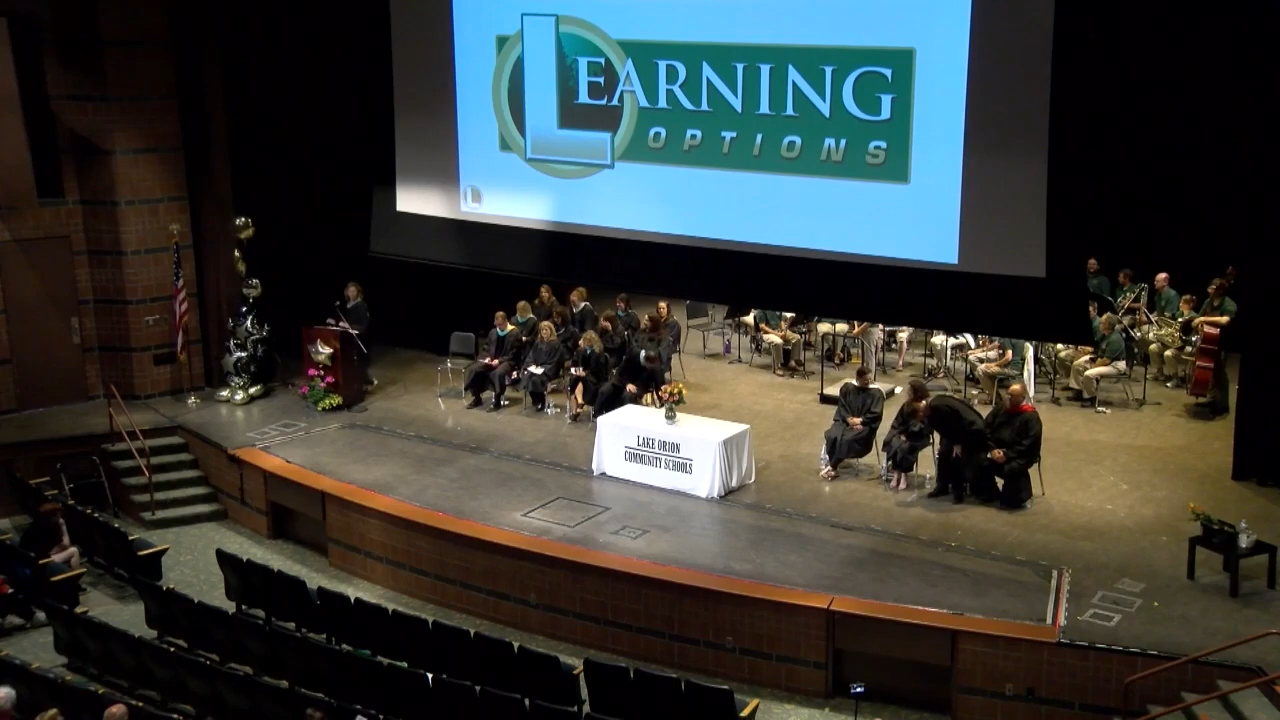 LEARNING
OPTIONS
L
LAKE ORION
COMMUNITY SCHOOLS